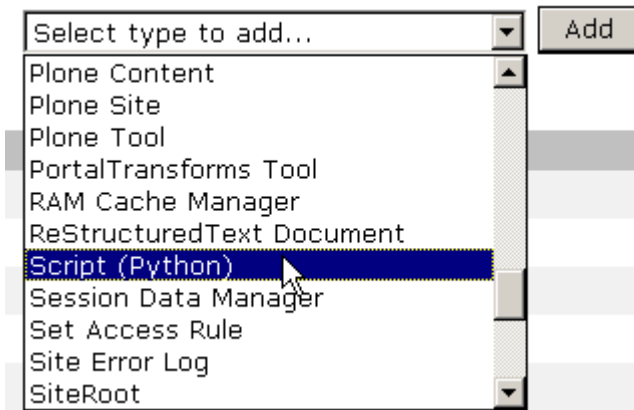 Select type to add...
Add
Plone Content
Plone Site
Plone Tool
PortalTransforms Tool
RAM Cache Manager
ReStructuredText Document
Script (Python)
Session Data Manager
Set Access Rule
Site Error Log
SiteRoot